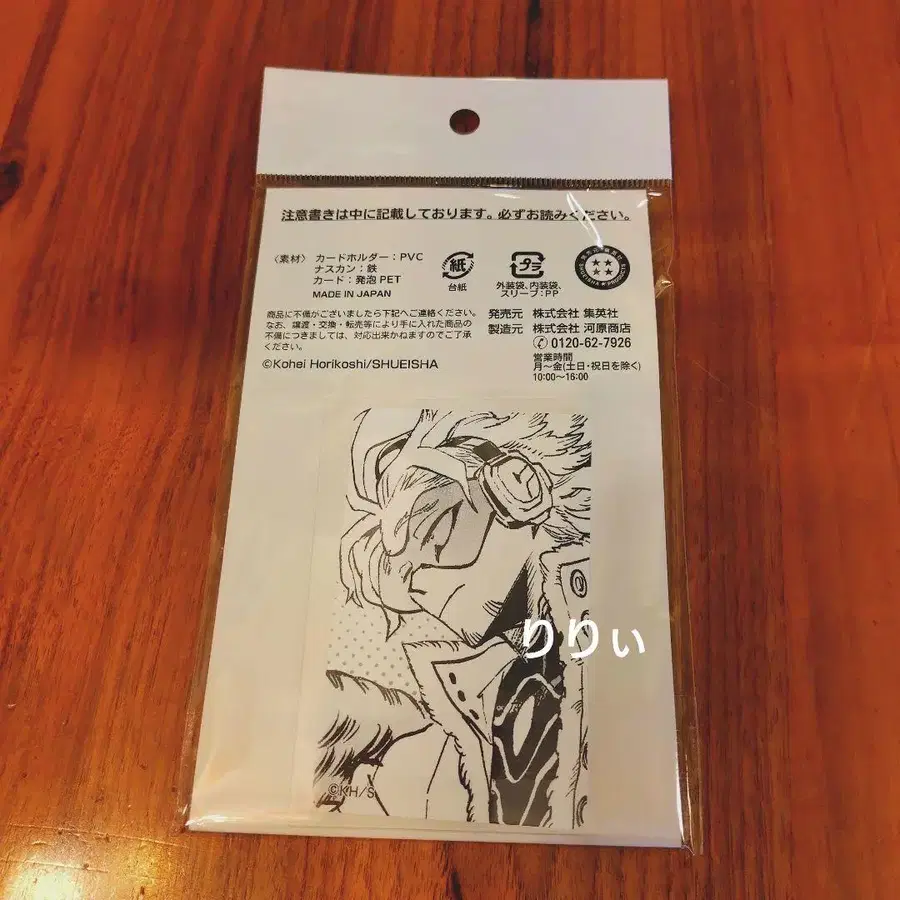 注意書きは中に記載しております。必ずお読みください。
〈素材〉 カードホルダー：PVC
ナスカン：鉄
カード：発泡 PET
MADE IN JAPAN
紙
台紙
プラ
外装袋、内装袋、
スリーブ：PP
商品に不備がございましたら下記へご連絡ください。
なお、譲渡・交換・転売等により手に入れた商品の
不備につきましては、対応出来かねますのでご了承
ください。
©Kohei Horikoshi/SHUEISHA
発売元 株式会社 集英社
製造元 株式会社 河原商店
0120-62-7926
営業時間
月～金(土日・祝日を除く)
10:00～16:00
りりぃ
©KH/S